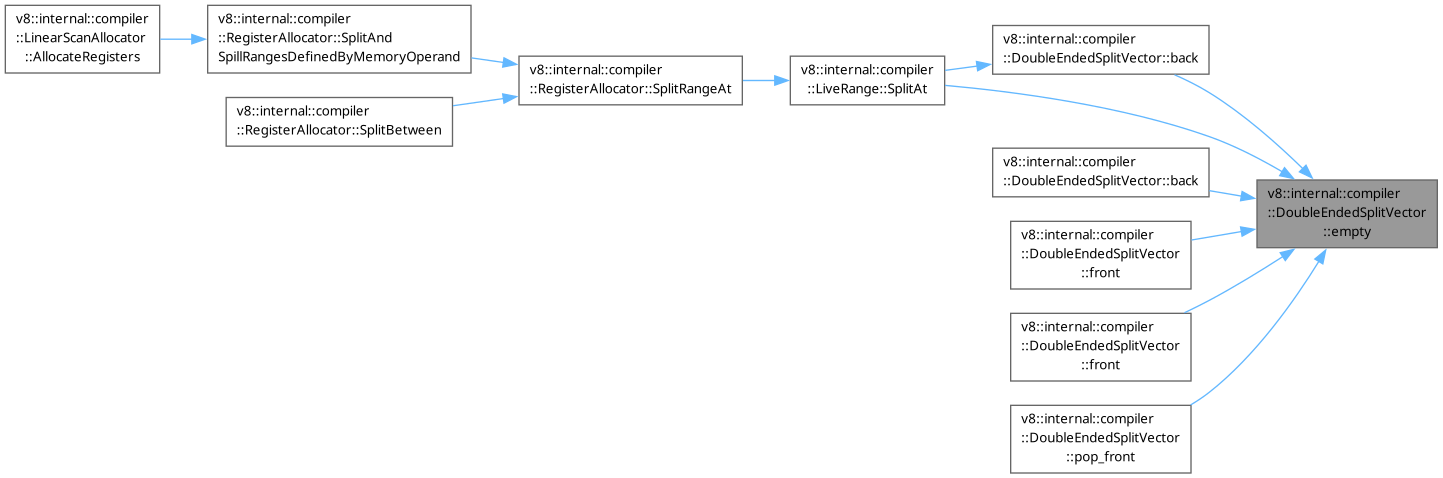 v8::internal::compiler
::LinearScanAllocator
::AllocateRegisters
v8::internal::compiler
::RegisterAllocator::SplitAnd
SpillRangesDefinedByMemoryOperand
v8::internal::compiler
::RegisterAllocator::SplitBetween
v8::internal::compiler
::RegisterAllocator::SplitRangeAt
v8::internal::compiler
::LiveRange::SplitAt
v8::internal::compiler
::DoubleEndedSplitVector::back
v8::internal::compiler
::DoubleEndedSplitVector::back
v8::internal::compiler
::DoubleEndedSplitVector
::front
v8::internal::compiler
::DoubleEndedSplitVector
::front
v8::internal::compiler
::DoubleEndedSplitVector
::pop_front
v8::internal::compiler
::DoubleEndedSplitVector
::empty